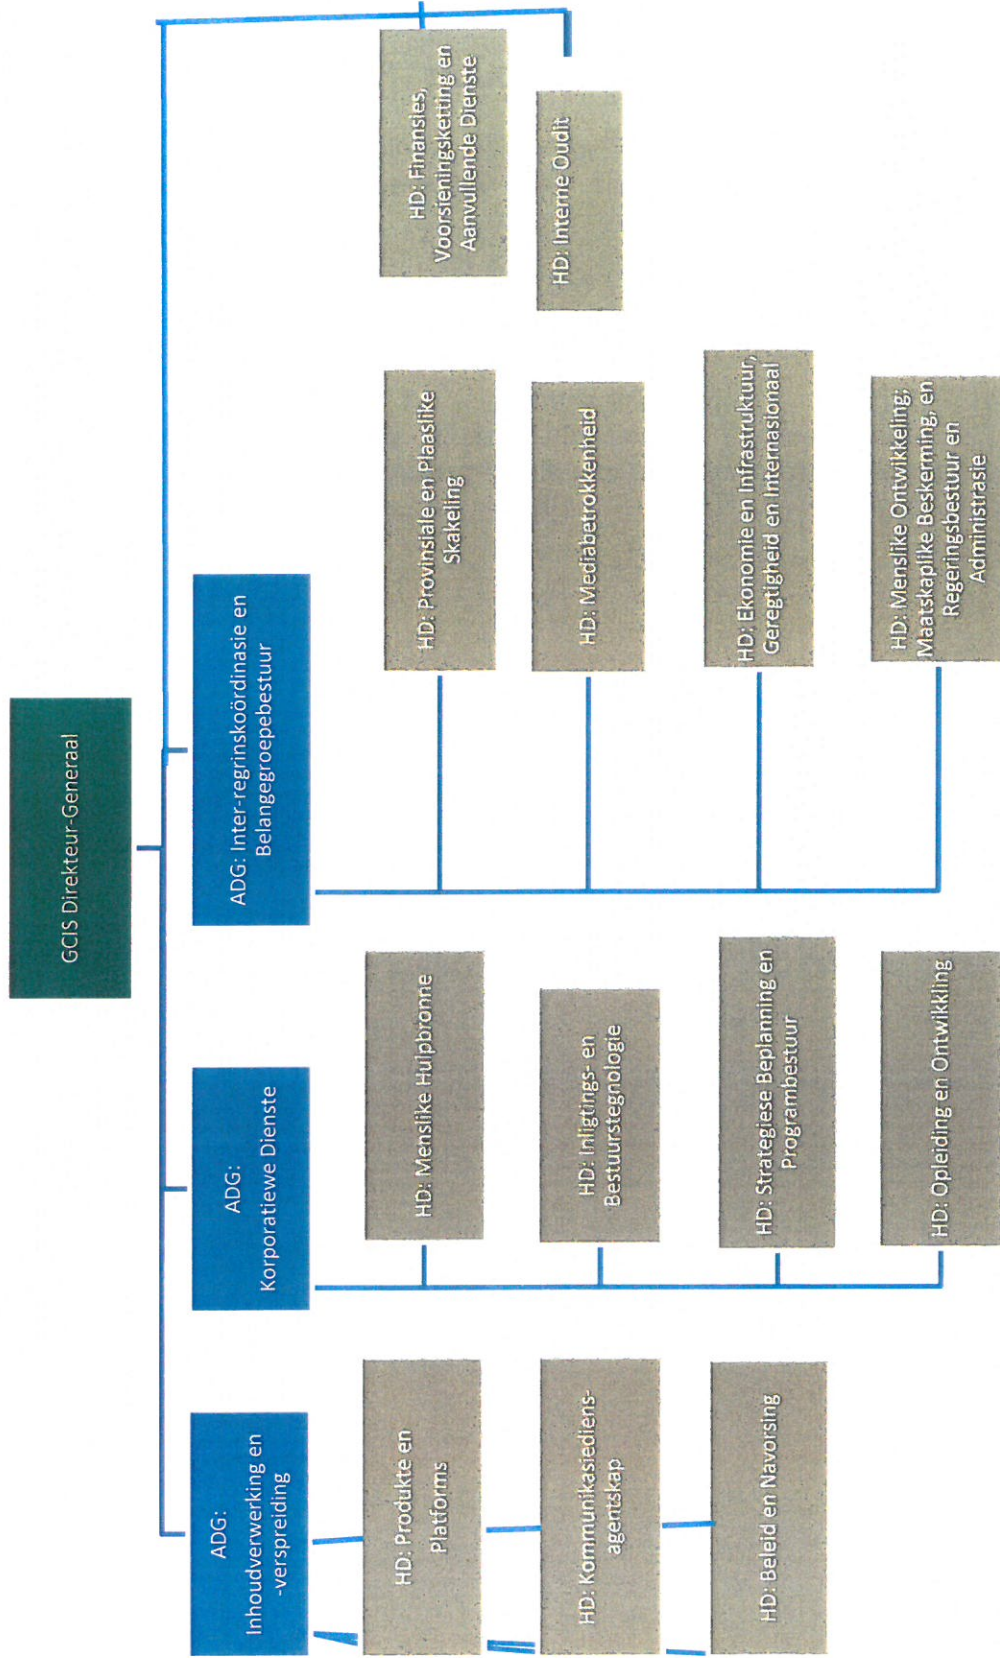 GCIS Direkteur-Generaal
ADG:
Inhoudverwerking en
-verspreiding
HD: Produkte en
Platforms
HD: Kommunikasiediens-
agentskap
HD: Beleid en Navorsing
ADG:
Korporatiewe Dienste
HD: Menslike Hulpbronne
HD: Inligtings- en
Bestuurstegnologie
HD: Strategiese Beplanning en
Programbestuur
HD: Opleiding en Ontwikkling
ADG: Inter-regrinskoördinasie en
Belangegroepebestuur
HD: Provinsiale en Plaaslike
Skakeling
HD: Mediabetrokkenheid
HD: Ekonomie en Infrastruktuur,
Geregtigheid en Internasionaal
HD: Menslike Ontwikkeling;
Maatskaplike Beskerming, en
Regeringsbestuur en
Administrasie
HD: Finansies,
Voorsieningsketting en
Aanvullende Dienste
HD: Interne Oudit